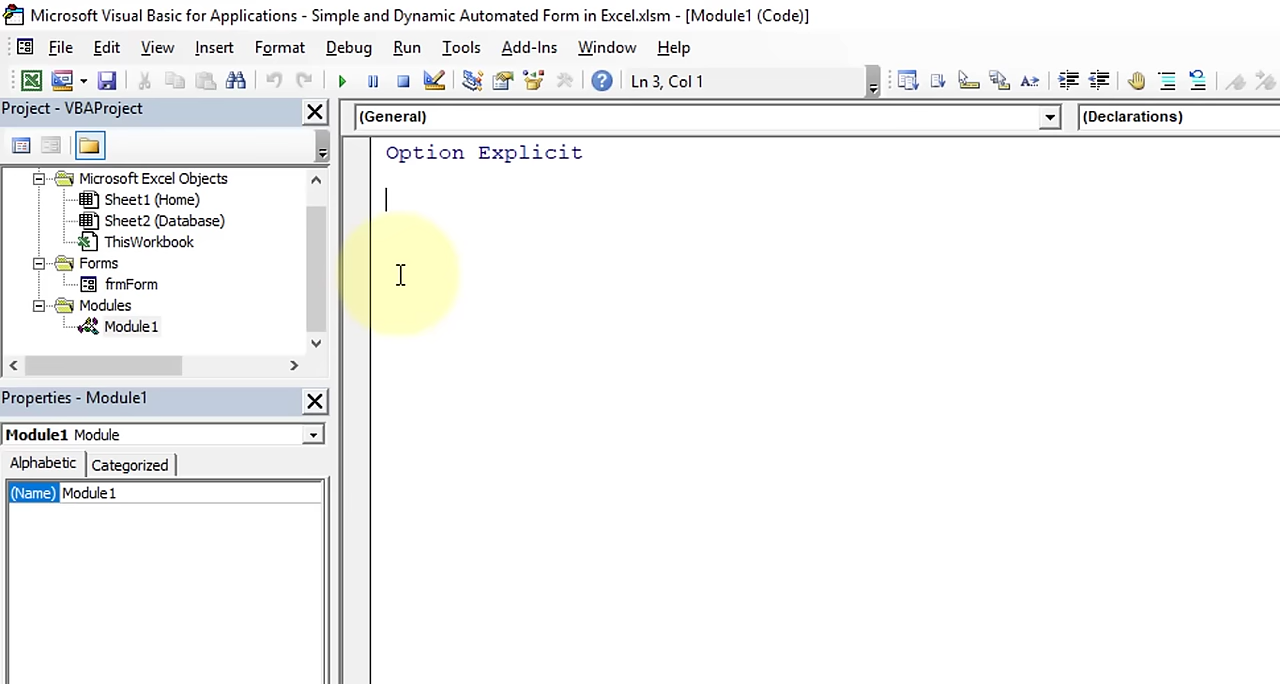 Microsoft Visual Basic for Applications - Simple and Dynamic Automated Form in Excel.xlsm - [Module1 (Code)]
File Edit View Insert Format Debug Run Tools Add-Ins Window Help
Ln 3, Col 1
Project - VBAProject
(General)
(Declarations)
Option Explicit
Microsoft Excel Objects
Sheet1 (Home)
Sheet2 (Database)
ThisWorkbook
Forms
frmForm
Modules
Module1
Properties - Module1
Module1 Module
Alphabetic Categorized
(Name) Module1